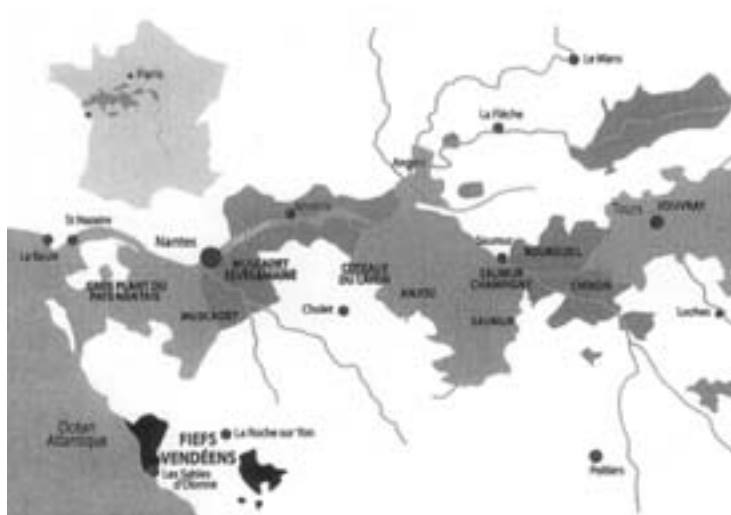 Paris
Le Mans
La Flèche
Angers
St Nazaire
La Baule
Nantes
Ancenis
Tours
VOUVRAY
Saumur
BOURGUEIL
MUSCADET
SÈVRE&MAINE
COTEAUX
DU LAYON
SAUMUR
CHAMPIGNY
CHINON
GROS PLANT DU
PAYS NANTAIS
ANJOU
MUSCADET
Cholet
SAUMUR
Loches
Océan
Atlantique
FIEFS
VENDÉENS
La Roche sur Yon
Les Sables
d'Olonne
Poitiers